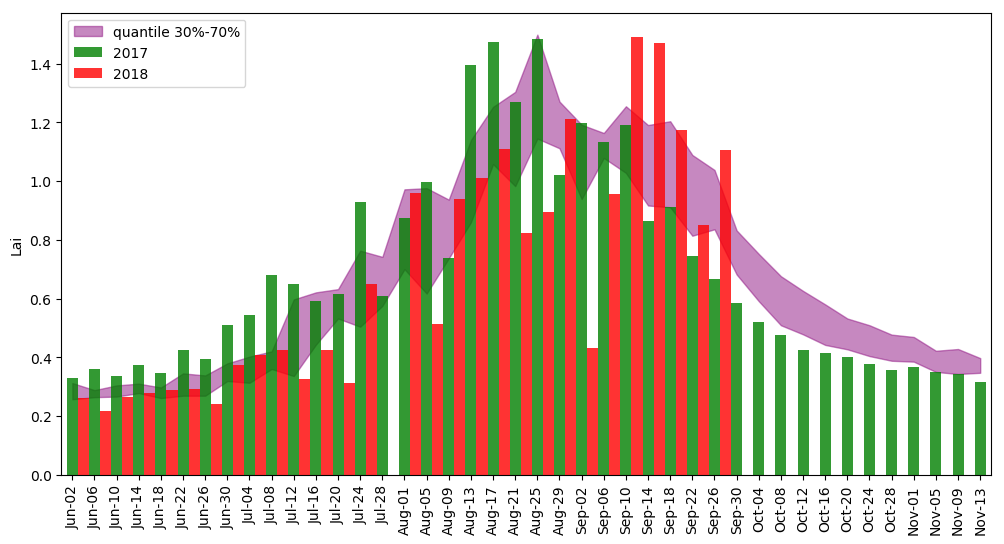 quantile 30%-70%
2017
2018
Lai
1.4
1.2
1.0
0.8
0.6
0.4
0.2
0.0
Jun-02
Jun-06
Jun-10
Jun-14
Jun-18
Jun-22
Jun-26
Jun-30
Jul-04
Jul-08
Jul-12
Jul-16
Jul-20
Jul-24
Jul-28
Aug-01
Aug-05
Aug-09
Aug-13
Aug-17
Aug-21
Aug-25
Aug-29
Sep-02
Sep-06
Sep-10
Sep-14
Sep-18
Sep-22
Sep-26
Sep-30
Oct-04
Oct-08
Oct-12
Oct-16
Oct-20
Oct-24
Oct-28
Nov-01
Nov-05
Nov-09
Nov-13